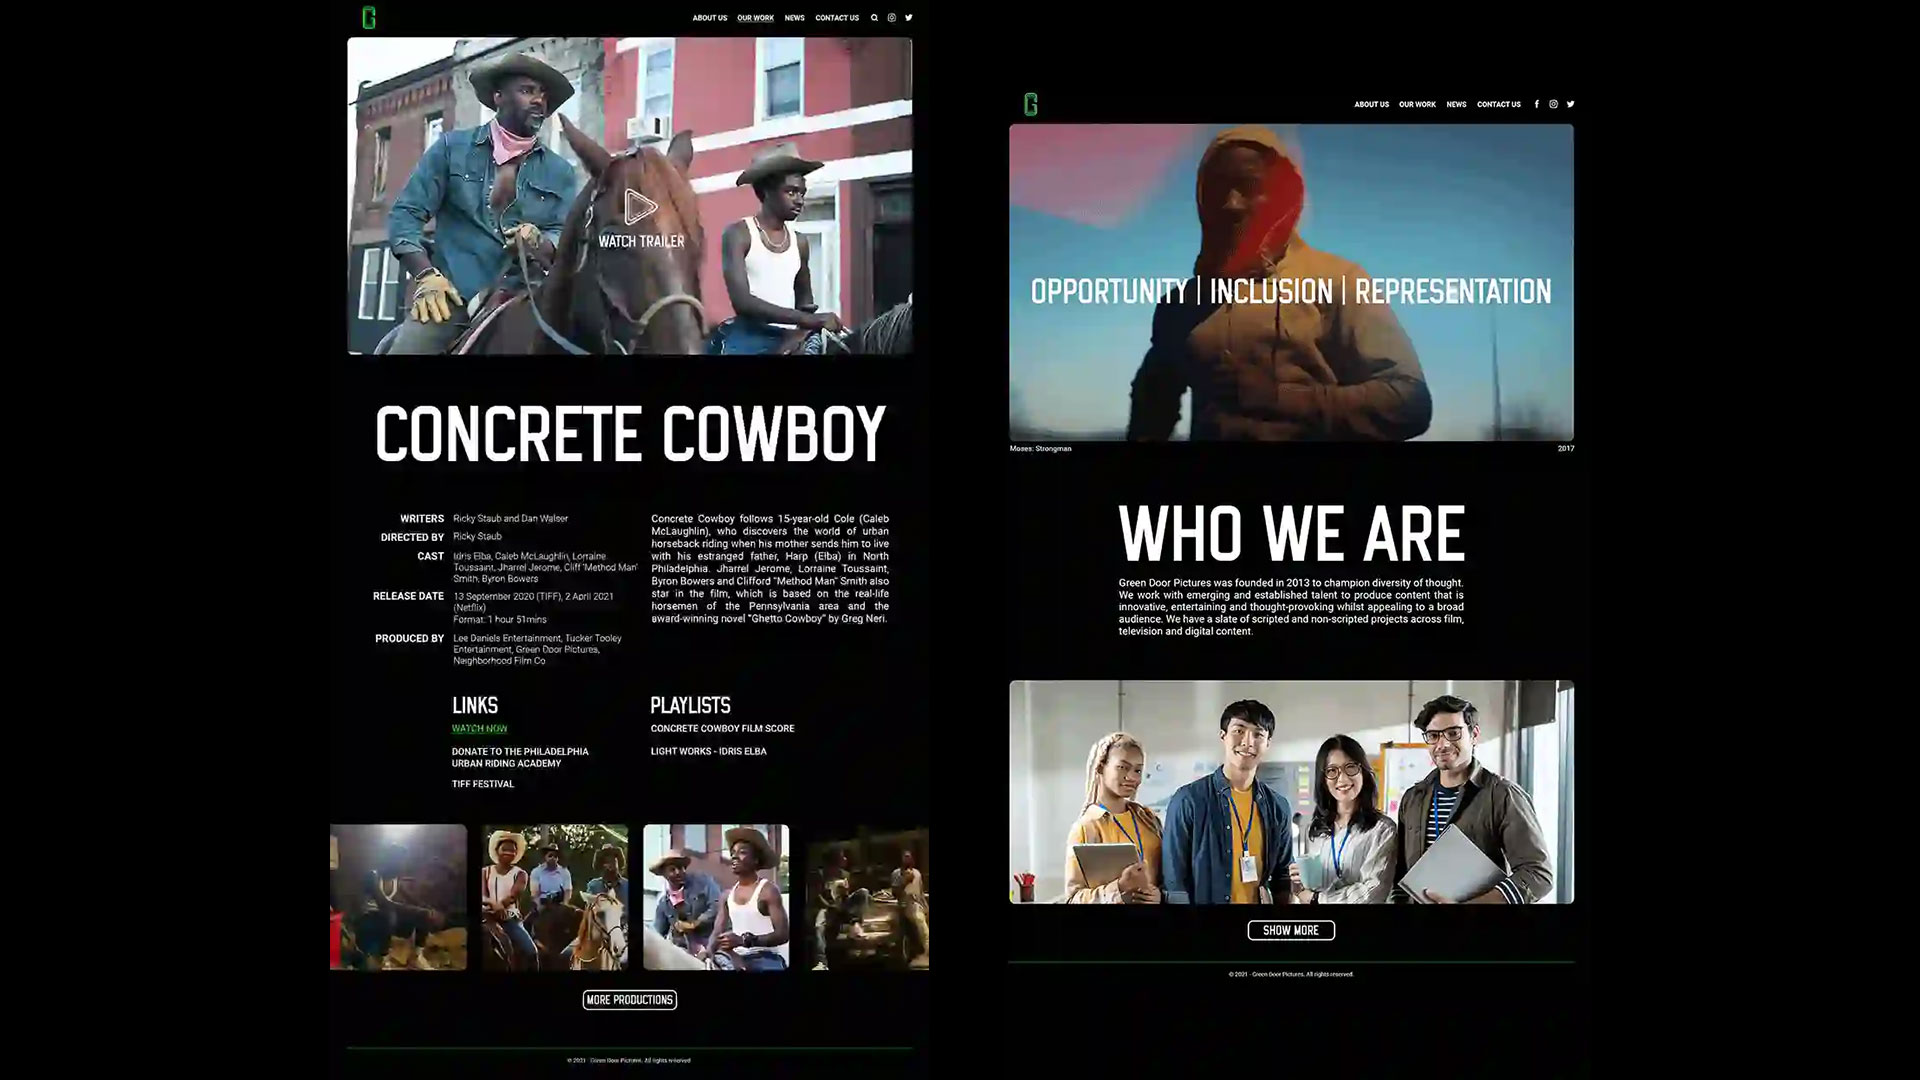 ABOUT US OUR WORK NEWS CONTACT US
WATCH TRAILER
CONCRETE COWBOY
WRITERS Ricky Staub and Dan Walser
DIRECTED BY Ricky Staub
CAST Idris Elba, Caleb McLaughlin, Lorraine
Toussaint, Jharrel Jerome, Cliff 'Method Man'
Smith, Byron Bowers
RELEASE DATE 13 September 2020 (TIFF), 2 April 2021
(Netflix)
Format: 1 hour 51mins
PRODUCED BY Lee Daniels Entertainment, Tucker Tooley
Entertainment, Green Door Pictures,
Neighborhood Film Co
Concrete Cowboy follows 15-year-old Cole (Caleb
McLaughlin), who discovers the world of urban
horseback riding when his mother sends him to live
with his estranged father, Harp (Elba) in North
Philadelphia. Jharrel Jerome, Lorraine Toussaint,
Byron Bowers and Clifford "Method Man" Smith also
star in the film, which is based on the real-life
horsemen of the Pennsylvania area and the
award-winning novel "Ghetto Cowboy" by Greg Neri.
LINKS
WATCH NOW
DONATE TO THE PHILADELPHIA
URBAN RIDING ACADEMY
TIFF FESTIVAL
PLAYLISTS
CONCRETE COWBOY FILM SCORE
LIGHT WORKS - IDRIS ELBA
MORE PRODUCTIONS
© 2021 - Green Door Pictures. All rights reserved
G
ABOUT US OUR WORK NEWS CONTACT US
OPPORTUNITY | INCLUSION | REPRESENTATION
Moses: Strongman 2017
WHO WE ARE
Green Door Pictures was founded in 2013 to champion diversity of thought.
We work with emerging and established talent to produce content that is
innovative, entertaining and thought-provoking whilst appealing to a broad
audience. We have a slate of scripted and non-scripted projects across film,
television and digital content.
SHOW MORE
© 2021 - Green Door Pictures. All rights reserved.